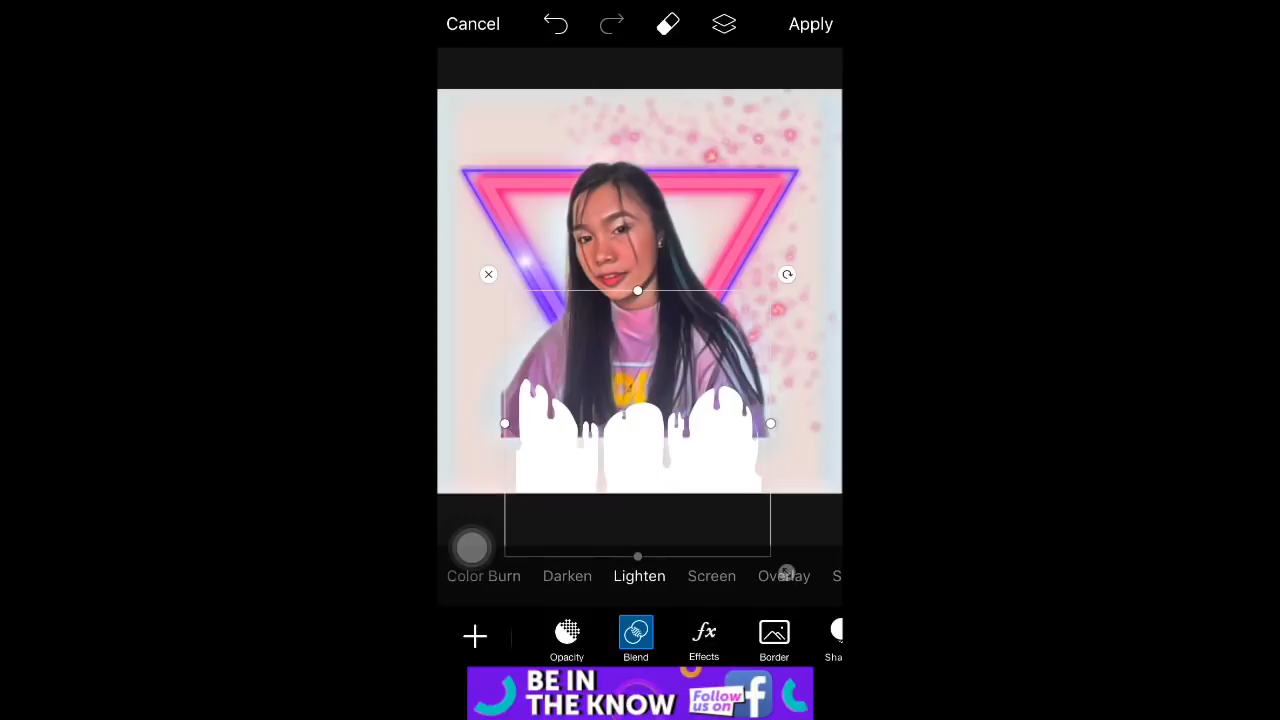 Cancel
Apply
Color Burn Darken Lighten Screen Overlay S
Opacity Blend Effects Border Sha
BE IN
THE KNOW
Follow
us on